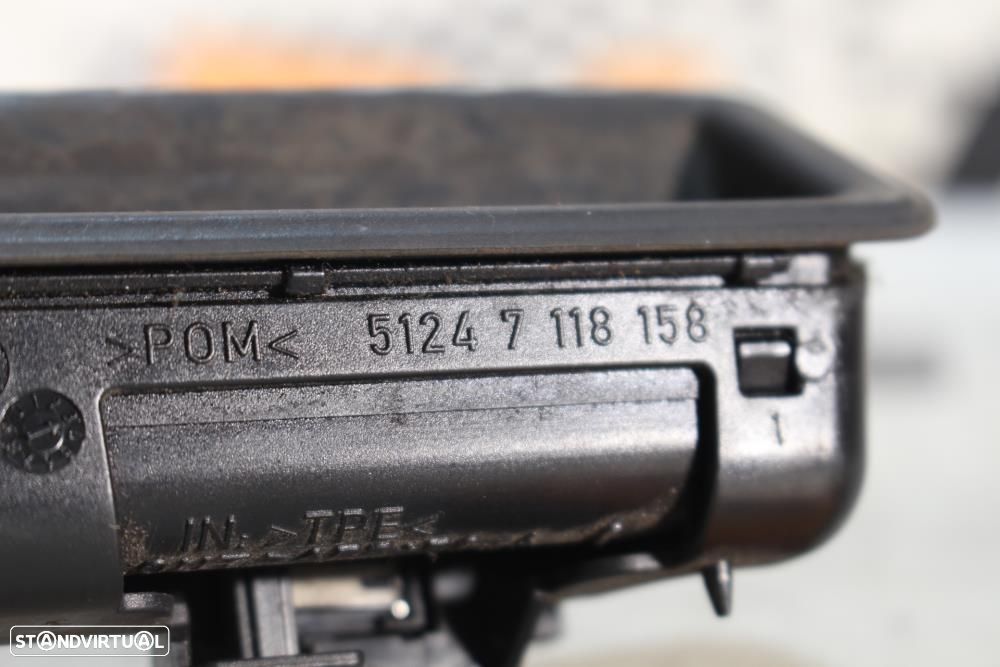 >POM< 5124 7 118 158
1
IN: >TPE<
STANDVIRTUAL